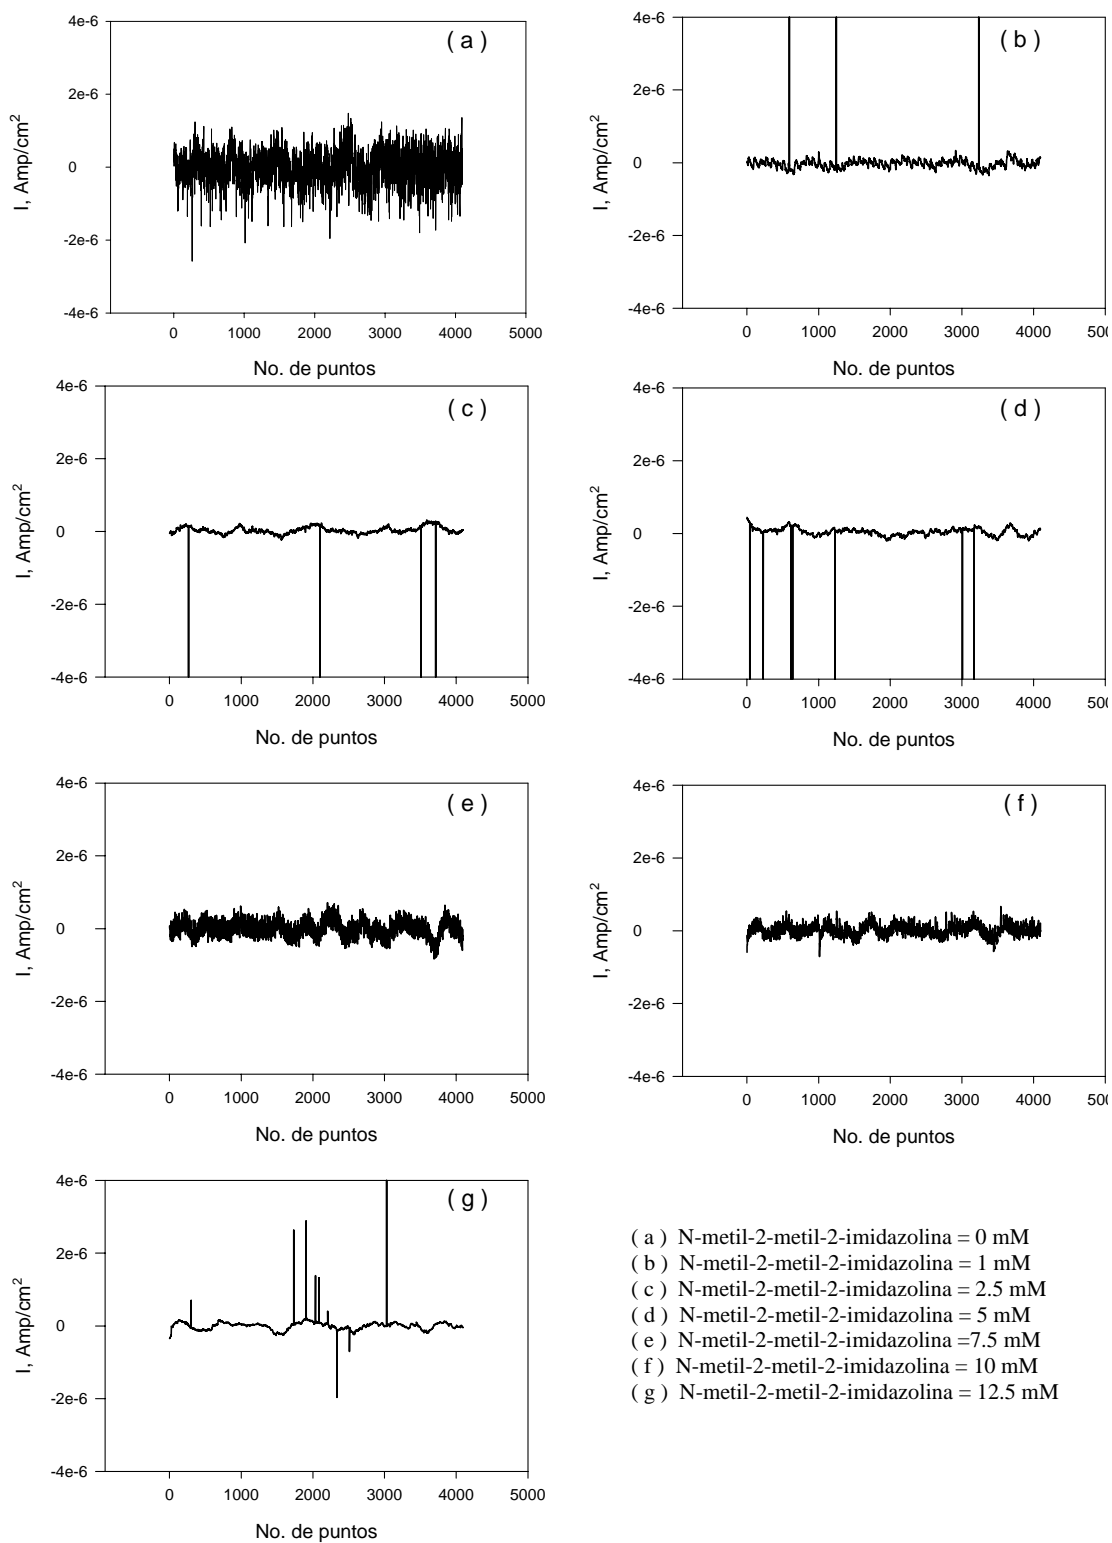 ( a )
4e-6
2e-6
0
-2e-6
-4e-6
I, Amp/cm²
0 1000 2000 3000 4000 5000
No. de puntos
( b )
4e-6
2e-6
0
-2e-6
-4e-6
I, Amp/cm²
0 1000 2000 3000 4000 500
No. de puntos
( c )
4e-6
2e-6
0
-2e-6
-4e-6
I, Amp/cm²
0 1000 2000 3000 4000 5000
No. de puntos
( d )
4e-6
2e-6
0
-2e-6
-4e-6
I, Amp/cm²
0 1000 2000 3000 4000 500
No. de puntos
( e )
4e-6
2e-6
0
-2e-6
-4e-6
I, Amp/cm²
0 1000 2000 3000 4000 5000
No. de puntos
( f )
4e-6
2e-6
0
-2e-6
-4e-6
I, Amp/cm²
0 1000 2000 3000 4000 500
No. de puntos
( g )
4e-6
2e-6
0
-2e-6
-4e-6
I, Amp/cm²
0 1000 2000 3000 4000 5000
No. de puntos
( a ) N-metil-2-metil-2-imidazolina = 0 mM
( b ) N-metil-2-metil-2-imidazolina = 1 mM
( c ) N-metil-2-metil-2-imidazolina = 2.5 mM
( d ) N-metil-2-metil-2-imidazolina = 5 mM
( e ) N-metil-2-metil-2-imidazolina =7.5 mM
( f ) N-metil-2-metil-2-imidazolina = 10 mM
( g ) N-metil-2-metil-2-imidazolina = 12.5 mM